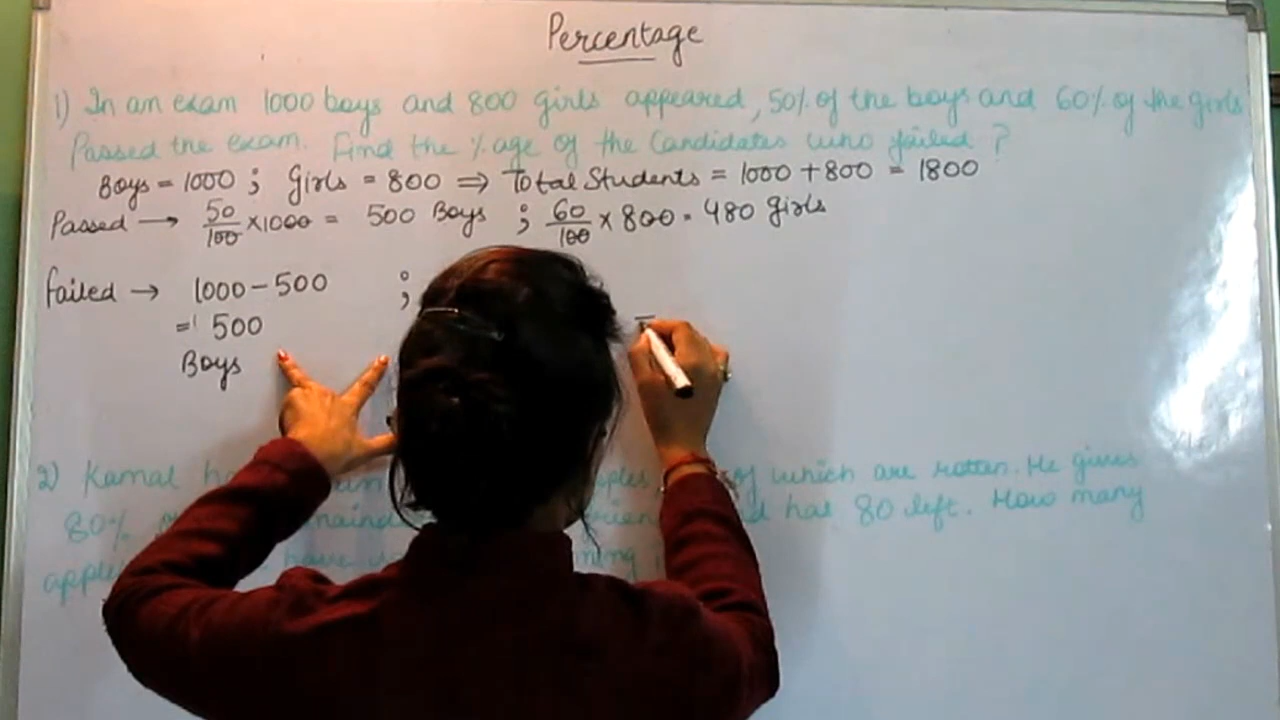 Percentage
1) In an exam 1000 boys and 800 girls appeared, 50% of the boys and 60% of the girls
Passed the exam. Find the %age of the Candidates who failed ?
Boys = 1000 ; Girls = 800 ⇒ Total Students = 1000 + 800 = 1800
Passed → 50/100 × 1000 = 500 Boys ; 60/100 × 800 = 480 Girls
Failed → 1000 - 500 ;
= 500
Boys
2) Kamal of which are rotten. He gives
80% has 80 left. How many
have